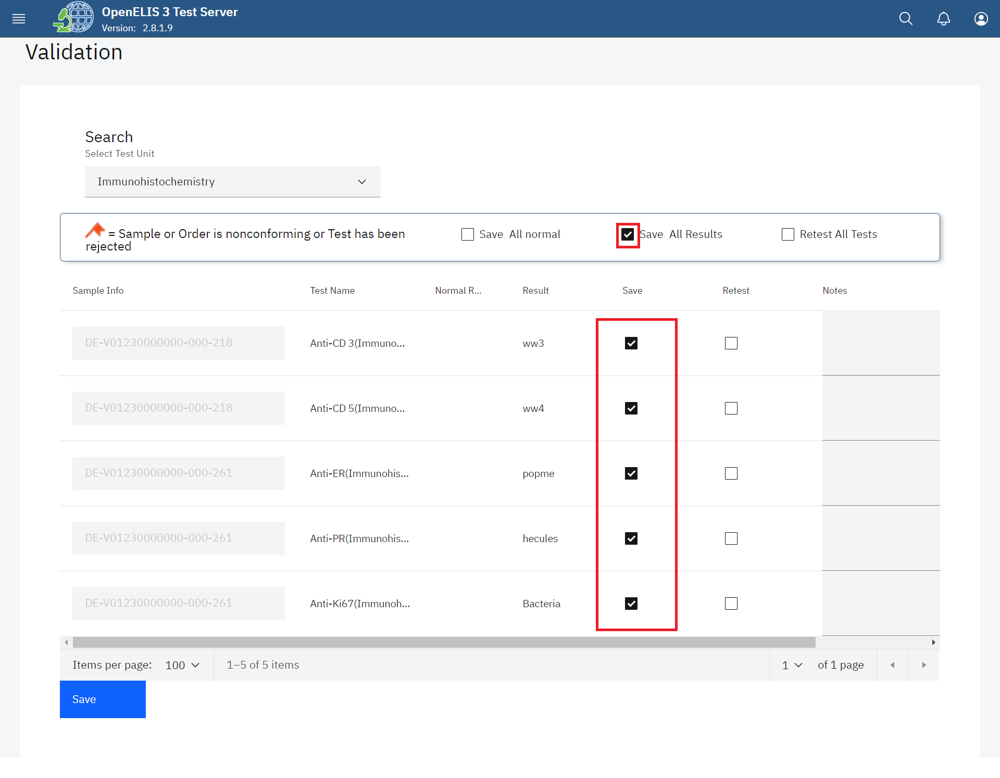 OpenELIS 3 Test Server
Version: 2.8.1.9
Validation
Search
Select Test Unit
Immunohistochemistry
= Sample or Order is nonconforming or Test has been
rejected
Save All normal
Save All Results
Retest All Tests
Sample Info Test Name Normal R... Result Save Retest Notes
DE-V01230000000-000-218 Anti-CD 3(Immuno... ww3
DE-V01230000000-000-218 Anti-CD 5(Immuno... ww4
DE-V01230000000-000-261 Anti-ER(Immunohis... popme
DE-V01230000000-000-261 Anti-PR(Immunohis... hecules
DE-V01230000000-000-261 Anti-Ki67(Immunoh... Bacteria
Items per page: 100 1–5 of 5 items 1 of 1 page
Save